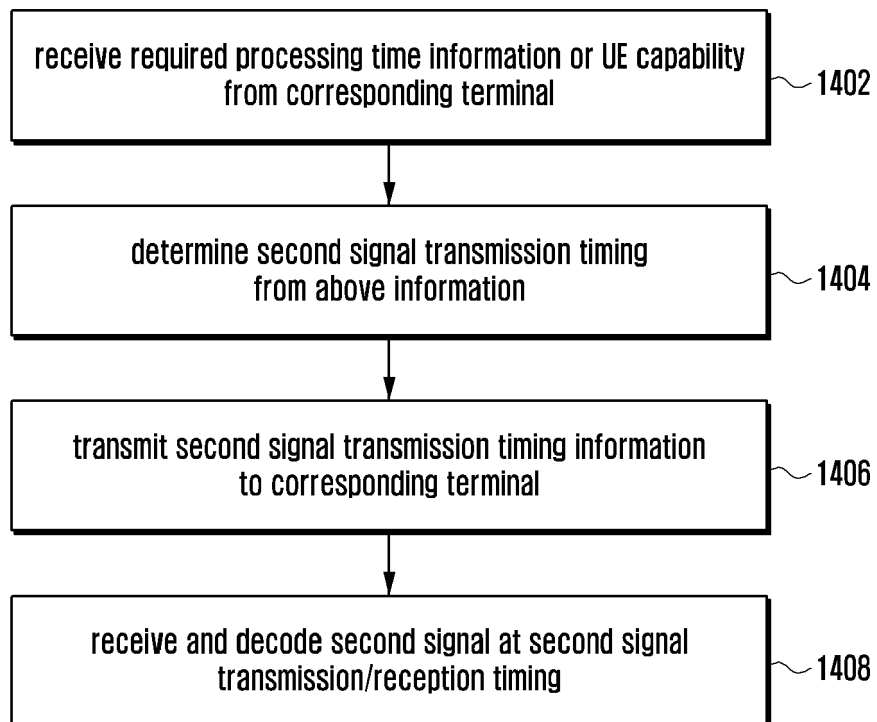 receive required processing time information or UE capability
from corresponding terminal
1402
determine second signal transmission timing
from above information
1404
transmit second signal transmission timing information
to corresponding terminal
1406
receive and decode second signal at second signal
transmission/reception timing
1408